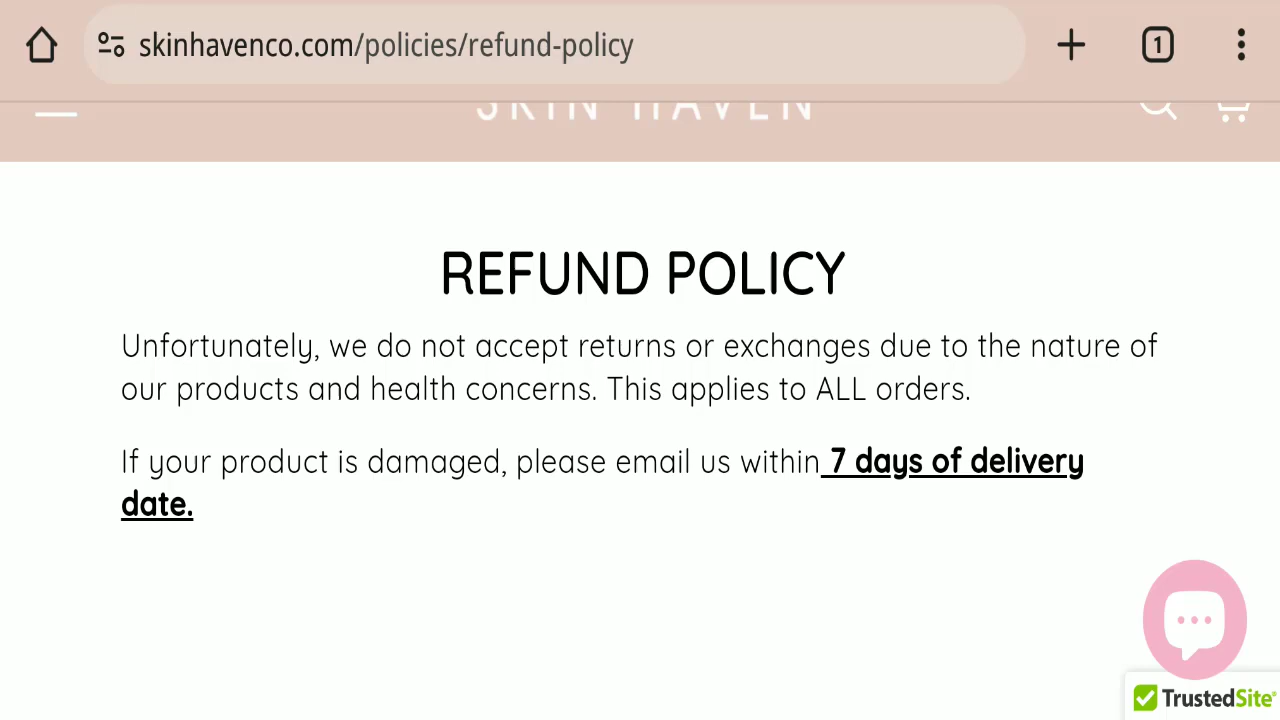 skinhavenco.com/policies/refund-policy
1
SKIN HAVEN
REFUND POLICY
Unfortunately, we do not accept returns or exchanges due to the nature of
our products and health concerns. This applies to ALL orders.
If your product is damaged, please email us within 7 days of delivery
date.
TrustedSite